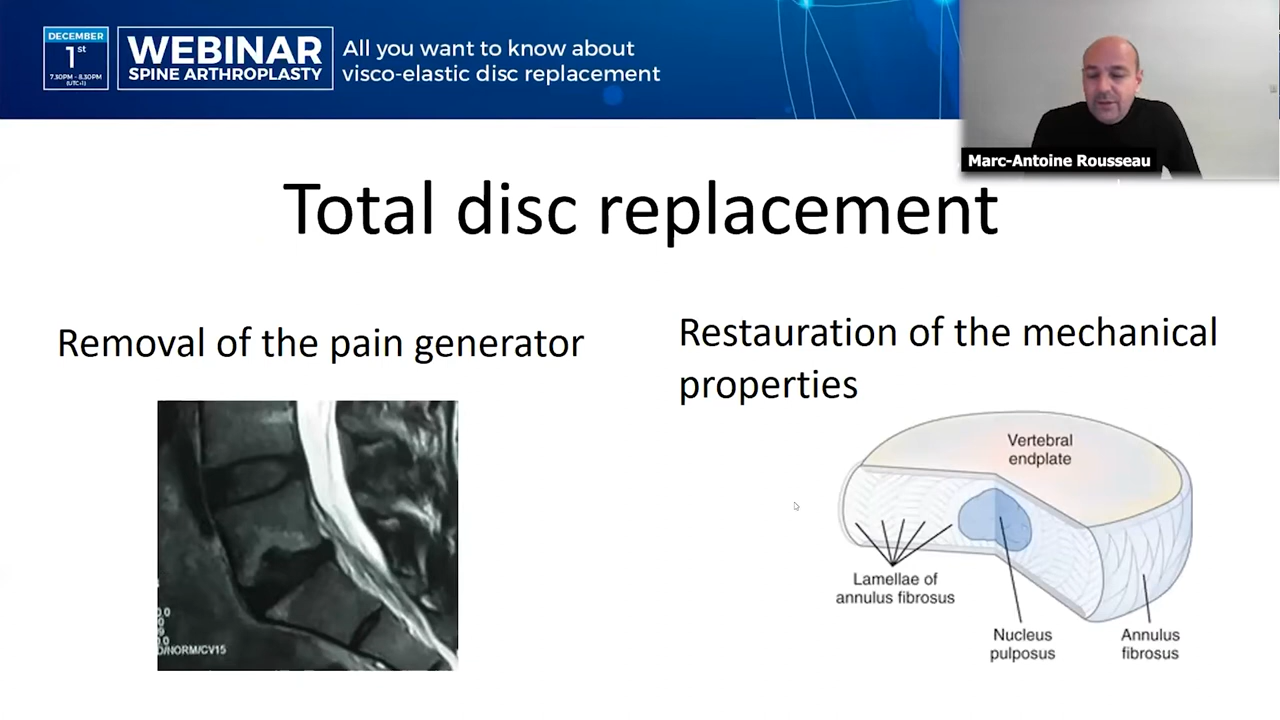 DECEMBER
1st
7.30PM - 8.30PM
(UTC+1)
WEBINAR
SPINE ARTHROPLASTY
All you want to know about
visco-elastic disc replacement
Marc-Antoine Rousseau
Total disc replacement
Removal of the pain generator
Restauration of the mechanical
properties
D/NORM/CV15
Vertebral
endplate
Lamellae of
annulus fibrosus
Nucleus
pulposus
Annulus
fibrosus